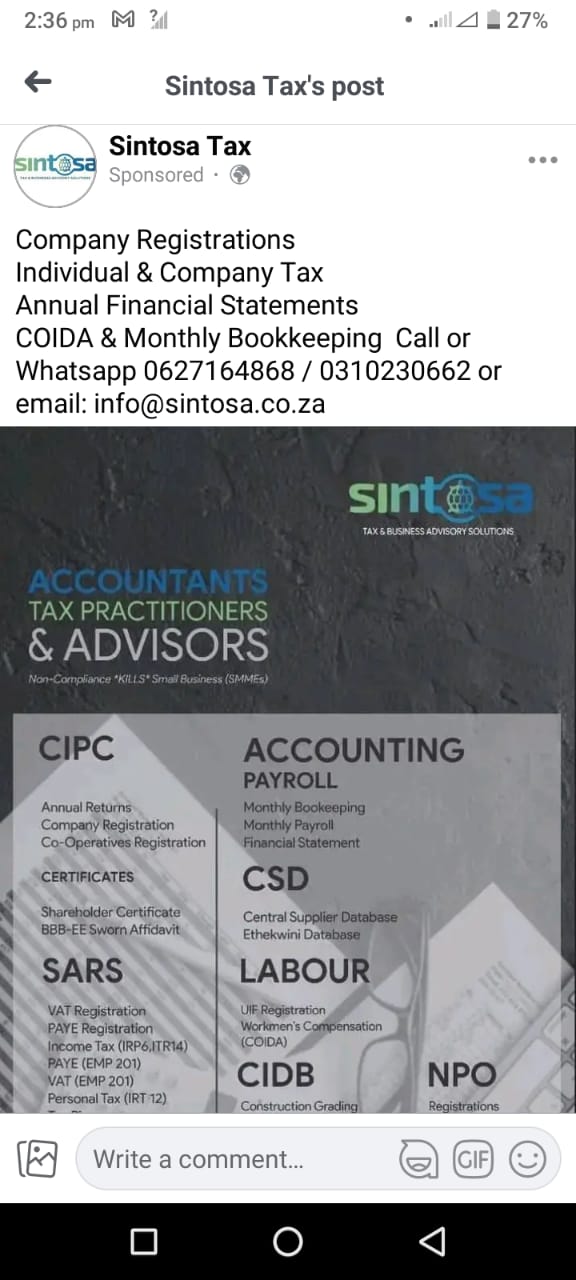 2:36 pm
27%
Sintosa Tax's post
sintosa
Sintosa Tax
Sponsored ·
Company Registrations
Individual & Company Tax
Annual Financial Statements
COIDA & Monthly Bookkeeping  Call or
Whatsapp 0627164868 / 0310230662 or
email: info@sintosa.co.za
sintosa
TAX & BUSINESS ADVISORY SOLUTIONS
ACCOUNTANTS
TAX PRACTITIONERS
& ADVISORS
Non-Compliance *KILLS* Small Business (SMMEs)
CIPC
Annual Returns
Company Registration
Co-Operatives Registration
CERTIFICATES
Shareholder Certificate
BBB-EE Sworn Affidavit
SARS
VAT Registration
PAYE Registration
Income Tax (IRP6,ITR14)
PAYE (EMP 201)
VAT (EMP 201)
Personal Tax (IRT 12)
ACCOUNTING
PAYROLL
Monthly Bookeeping
Monthly Payroll
Financial Statement
CSD
Central Supplier Database
Ethekwini Database
LABOUR
UIF Registration
Workmen's Compensation
(COIDA)
CIDB
Construction Grading
NPO
Registrations
Write a comment...
GIF